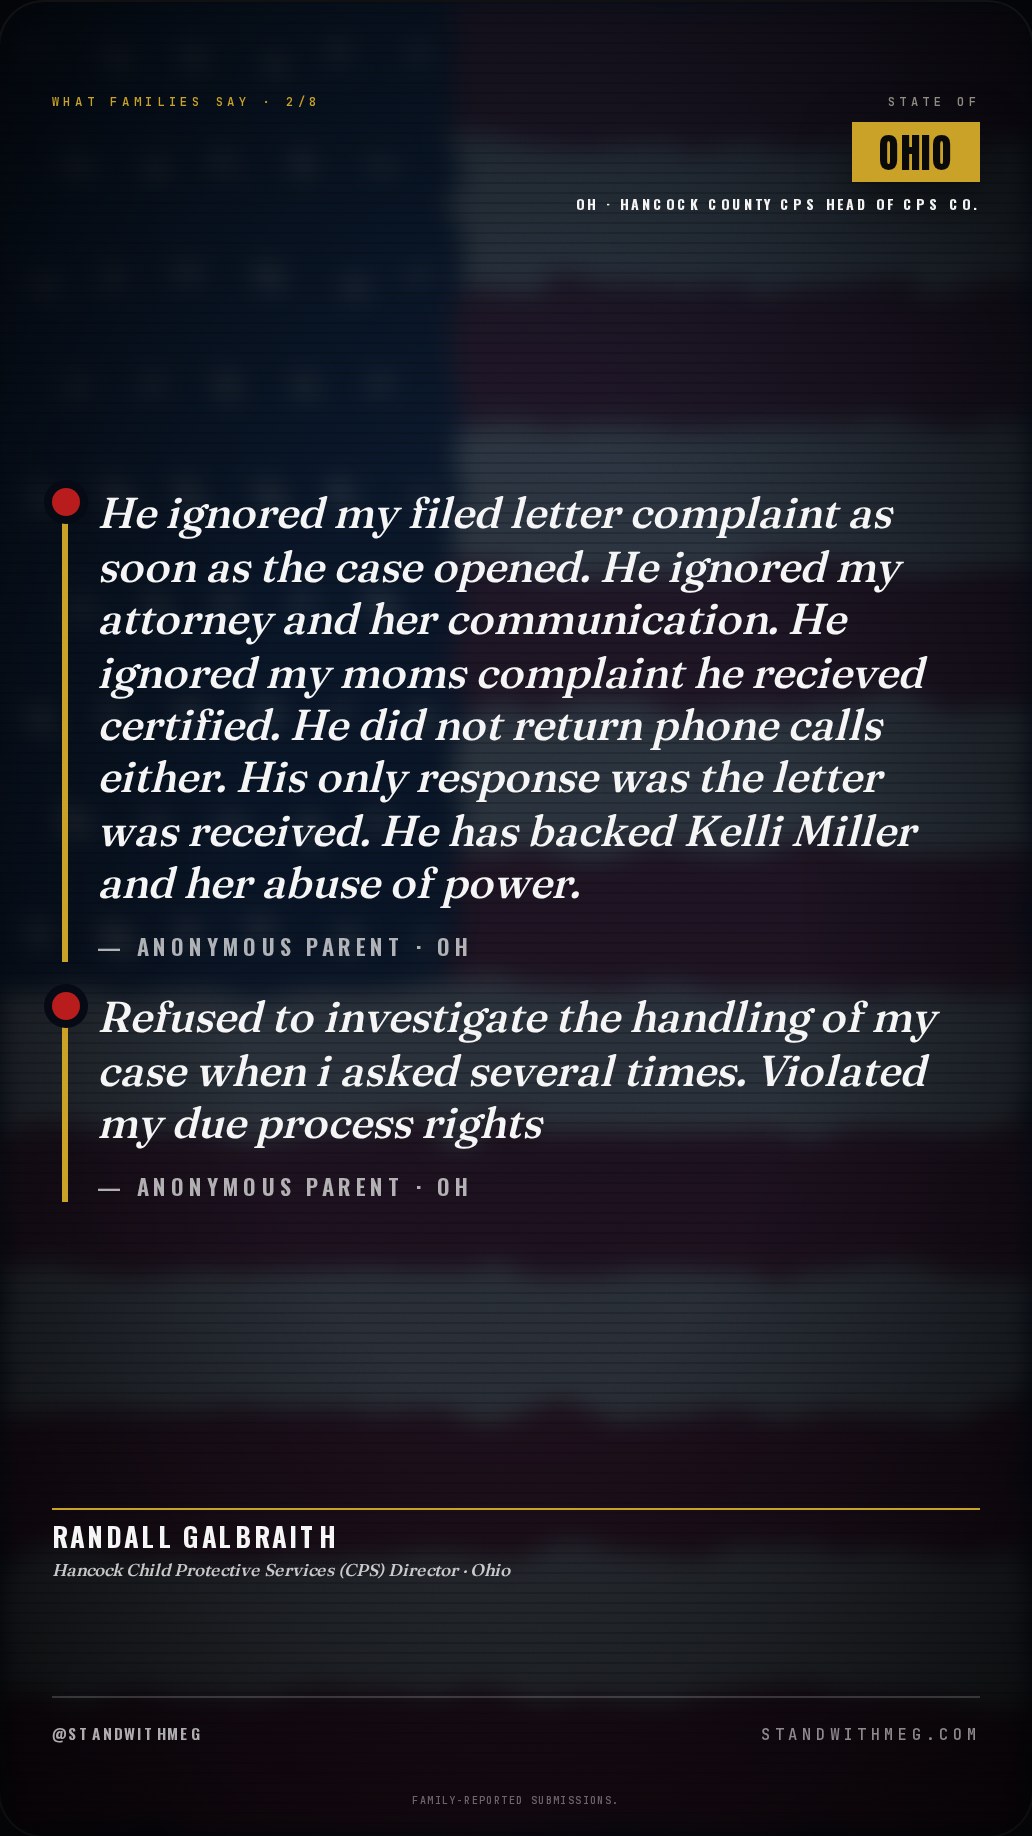 WHAT FAMILIES SAY · 2/8
STATE OF
OHIO
OH · HANCOCK COUNTY CPS HEAD OF CPS CO.
He ignored my filed letter complaint as
soon as the case opened. He ignored my
attorney and her communication. He
ignored my moms complaint he recieved
certified. He did not return phone calls
either. His only response was the letter
was received. He has backed Kelli Miller
and her abuse of power.
— ANONYMOUS PARENT · OH
Refused to investigate the handling of my
case when i asked several times. Violated
my due process rights
— ANONYMOUS PARENT · OH
RANDALL GALBRAITH
Hancock Child Protective Services (CPS) Director · Ohio
@STANDWITHMEG
STANDWITHMEG.COM
FAMILY-REPORTED SUBMISSIONS.